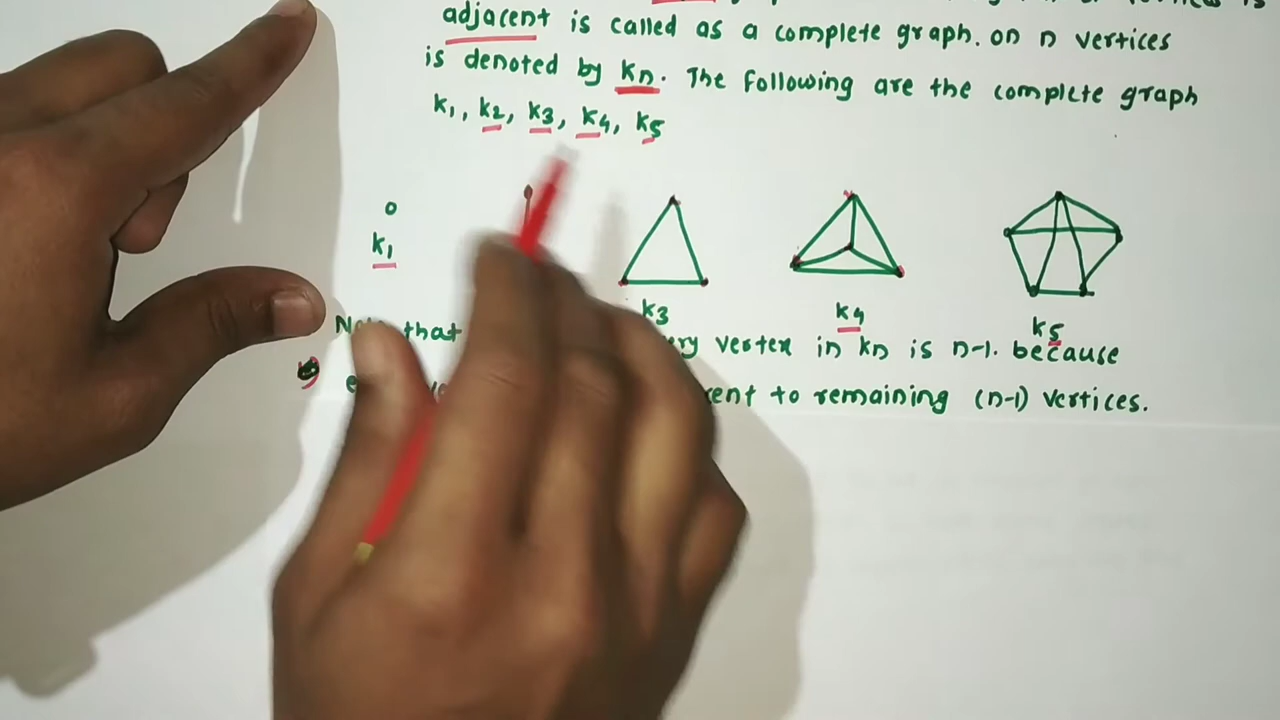 adjacent is called as a complete graph. on n vertices
is denoted by kn. The following are the complete graph
k1, k2, k3, k4, k5
k1
k3
k4
k5
that vertex in kn is n-1. because
to remaining (n-1) vertices.